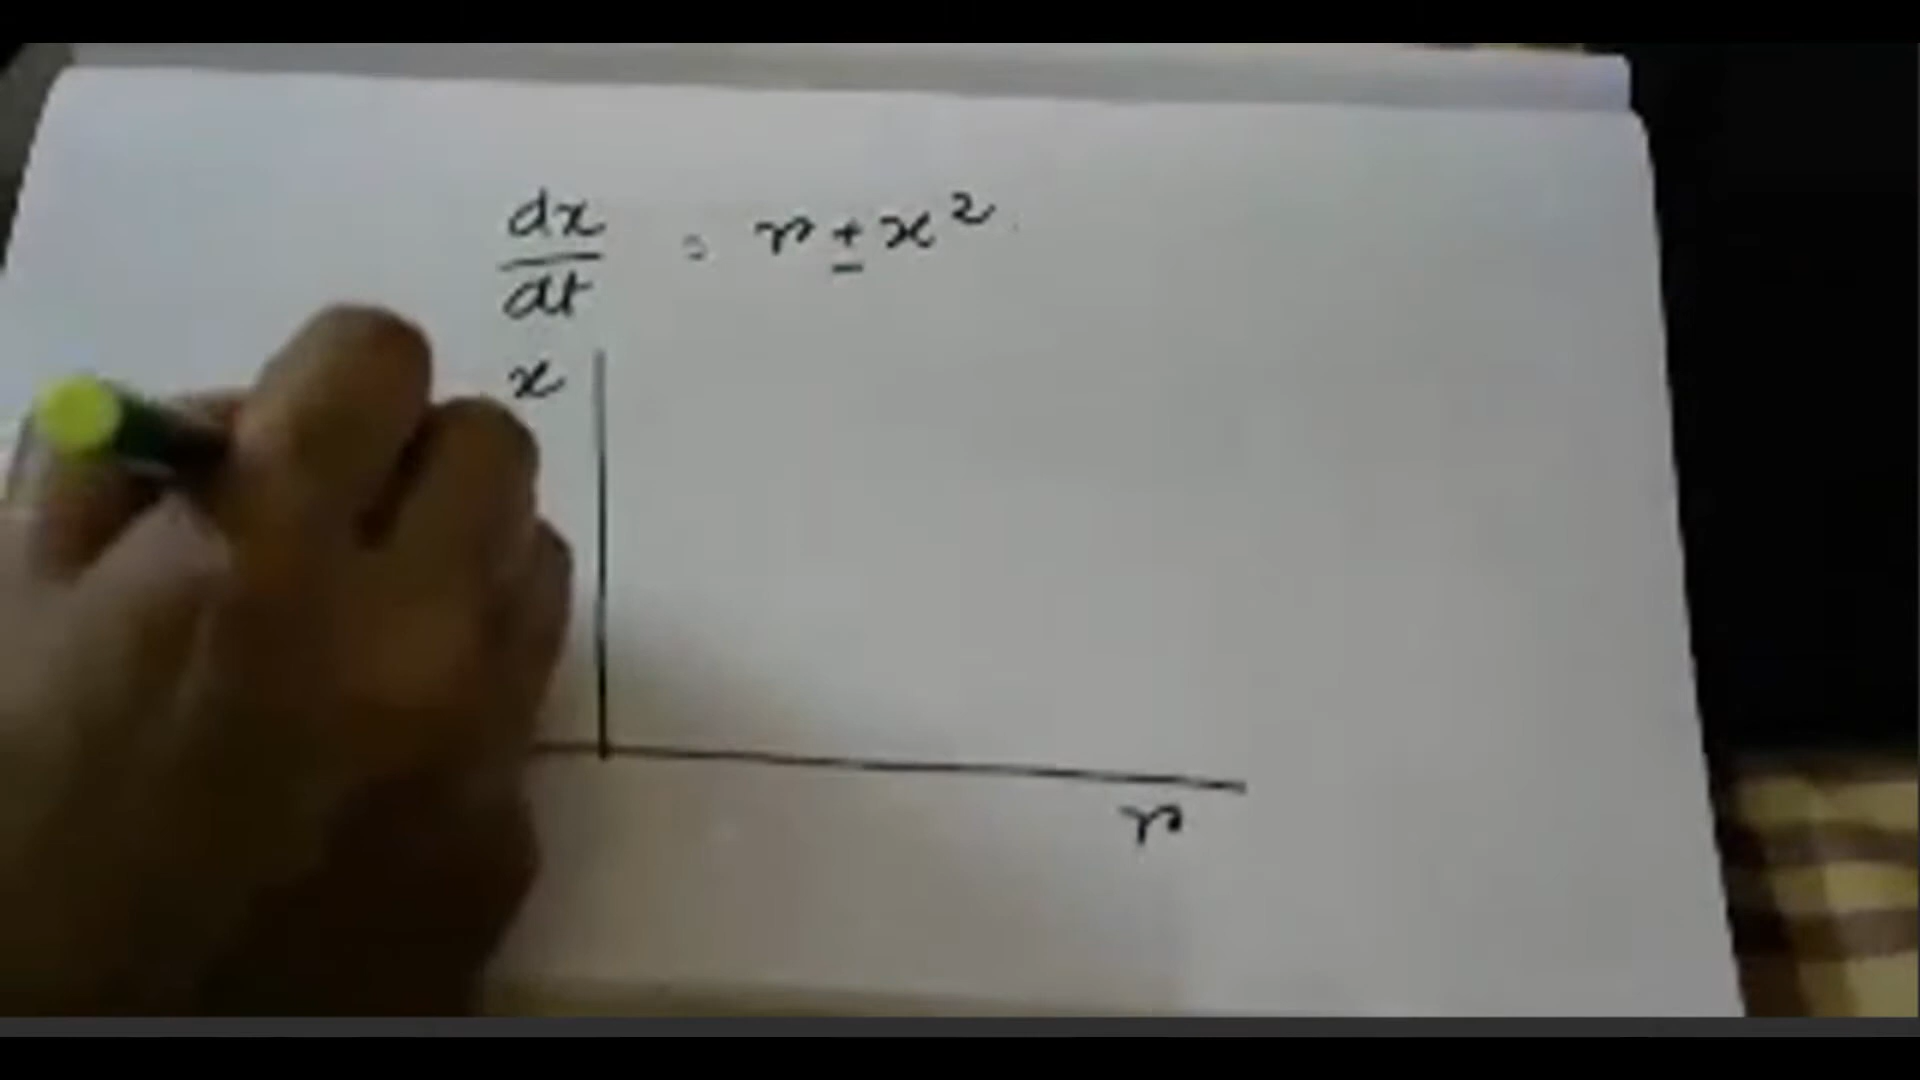 dx/dt = r ± x²
x
r